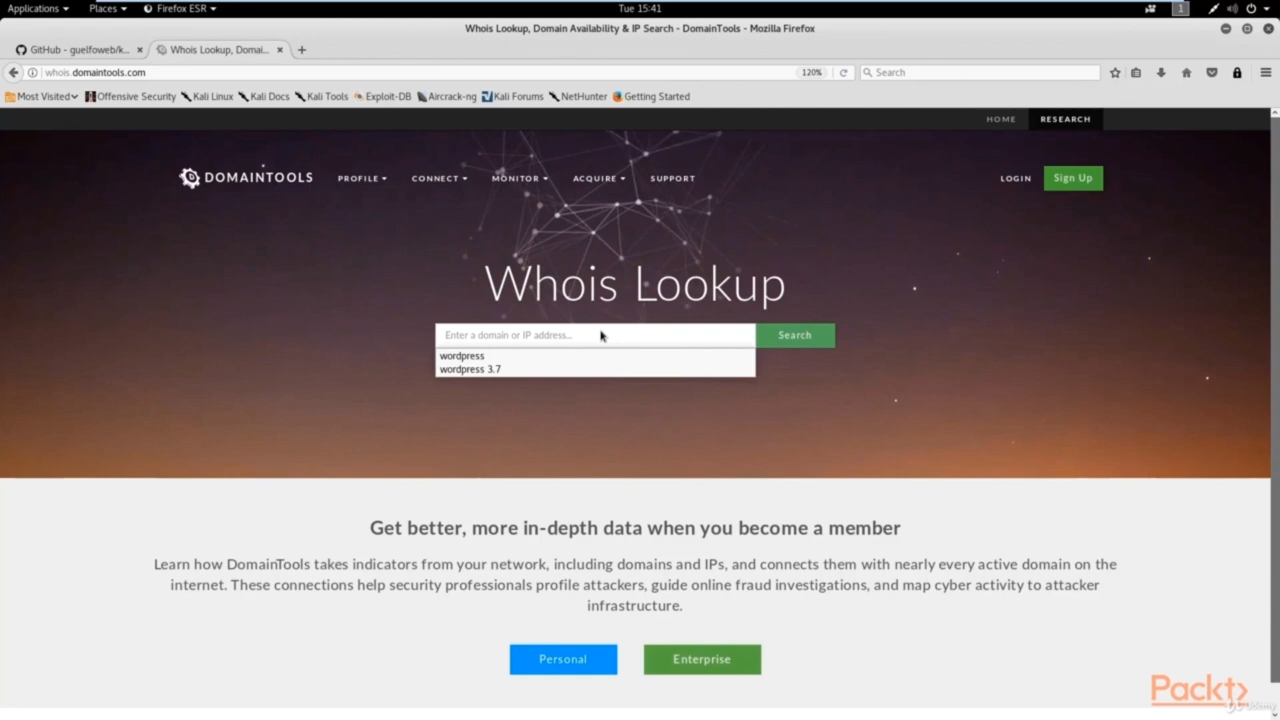 Applications Places Firefox ESR Tue 15:41 1
Whois Lookup, Domain Availability & IP Search - DomainTools - Mozilla Firefox
GitHub - guelfoweb/k... × Whois Lookup, Domai... × +
whois.domaintools.com 120% Search
Most Visited Offensive Security Kali Linux Kali Docs Kali Tools Exploit-DB Aircrack-ng Kali Forums NetHunter Getting Started
HOME RESEARCH
DOMAINTOOLS PROFILE CONNECT MONITOR ACQUIRE SUPPORT LOGIN Sign Up
Whois Lookup
Enter a domain or IP address... Search
wordpress
wordpress 3.7
Get better, more in-depth data when you become a member
Learn how DomainTools takes indicators from your network, including domains and IPs, and connects them with nearly every active domain on the
internet. These connections help security professionals profile attackers, guide online fraud investigations, and map cyber activity to attacker
infrastructure.
Personal Enterprise
Packt
Udemy